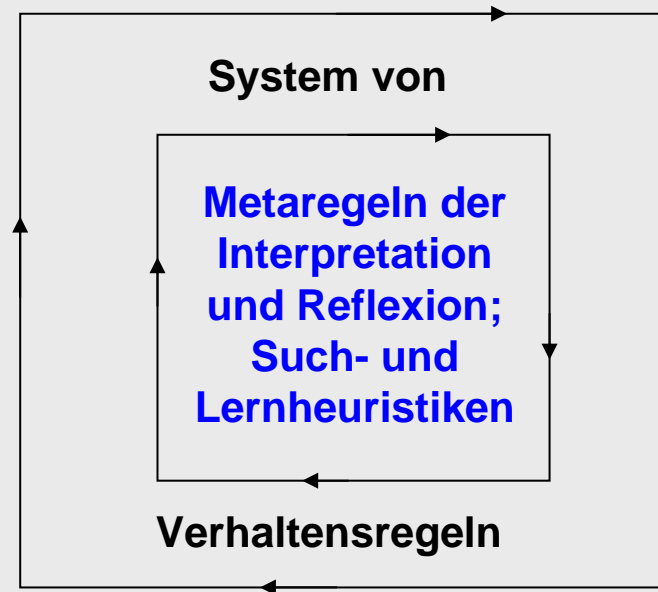 System von
Metaregeln der
Interpretation
und Reflexion;
Such- und
Lernheuristiken
Verhaltensregeln